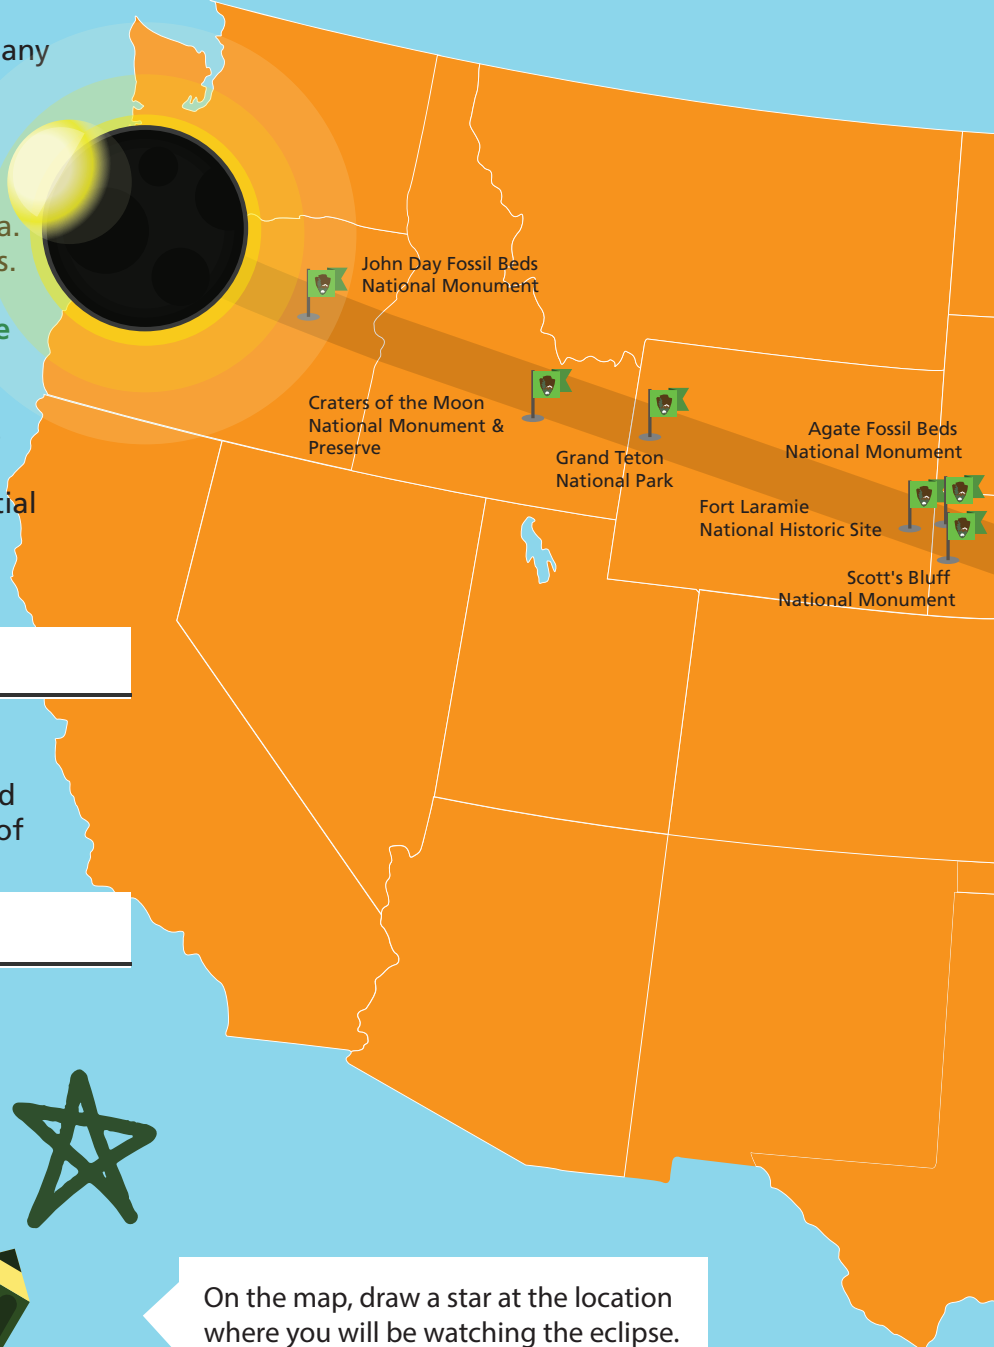 any
a.
s.
e
tial
d
of
John Day Fossil Beds
National Monument
Craters of the Moon
National Monument &
Preserve
Grand Teton
National Park
Agate Fossil Beds
National Monument
Fort Laramie
National Historic Site
Scott's Bluff
National Monument
On the map, draw a star at the location
where you will be watching the eclipse.